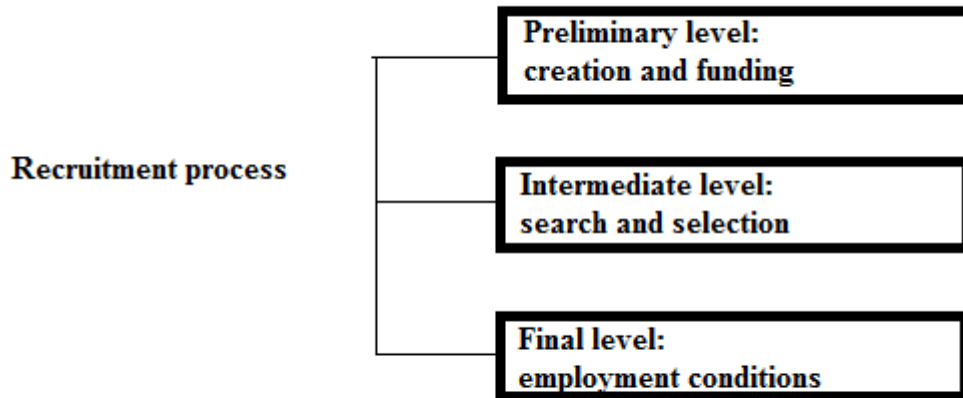 Preliminary level:
creation and funding
Recruitment process
Intermediate level:
search and selection
Final level:
employment conditions